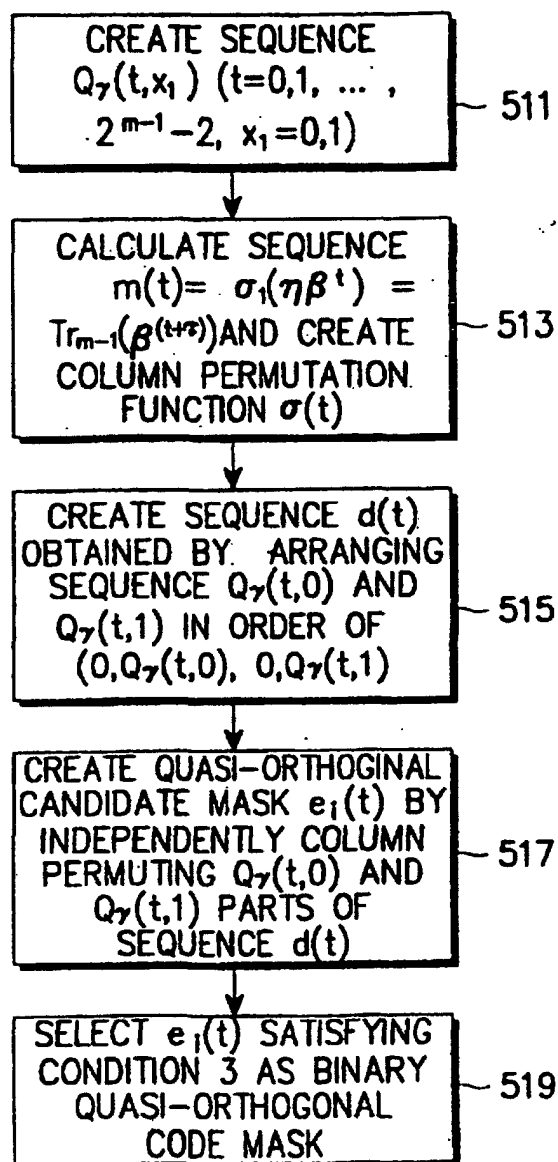 CREATE SEQUENCE
Qγ(t,x₁) (t=0,1, ... ,
2^{m-1}-2, x₁=0,1)
511
CALCULATE SEQUENCE
m(t)= σ₁(ηβ^t) =
Tr_{m-1}(β^{(t+τ)})AND CREATE
COLUMN PERMUTATION
FUNCTION σ(t)
513
CREATE SEQUENCE d(t)
OBTAINED BY ARRANGING
SEQUENCE Qγ(t,0) AND
Qγ(t,1) IN ORDER OF
(0,Qγ(t,0), 0,Qγ(t,1)
515
CREATE QUASI-ORTHOGINAL
CANDIDATE MASK e_i(t) BY
INDEPENDENTLY COLUMN
PERMUTING Qγ(t,0) AND
Qγ(t,1) PARTS OF
SEQUENCE d(t)
517
SELECT e_i(t) SATISFYING
CONDITION 3 AS BINARY
QUASI-ORTHOGONAL
CODE MASK
519